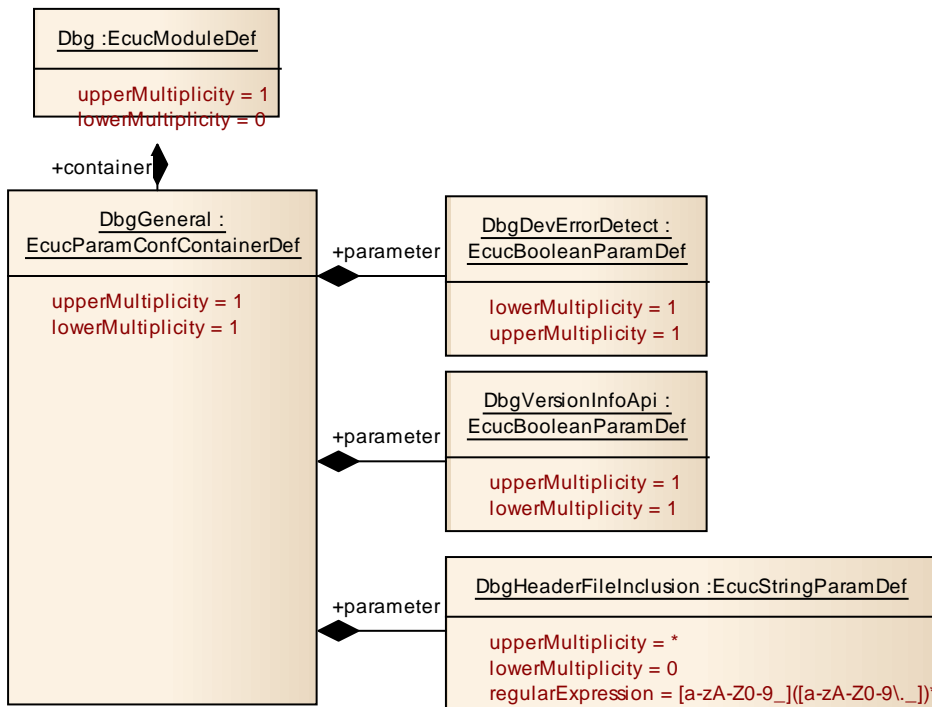 Dbg :EcucModuleDef
upperMultiplicity = 1
lowerMultiplicity = 0
+container
DbgGeneral :
EcucParamConfContainerDef
upperMultiplicity = 1
lowerMultiplicity = 1
+parameter
DbgDevErrorDetect :
EcucBooleanParamDef
lowerMultiplicity = 1
upperMultiplicity = 1
+parameter
DbgVersionInfoApi :
EcucBooleanParamDef
upperMultiplicity = 1
lowerMultiplicity = 1
+parameter
DbgHeaderFileInclusion :EcucStringParamDef
upperMultiplicity = *
lowerMultiplicity = 0
regularExpression = [a-zA-Z0-9_]([a-zA-Z0-9\._])*